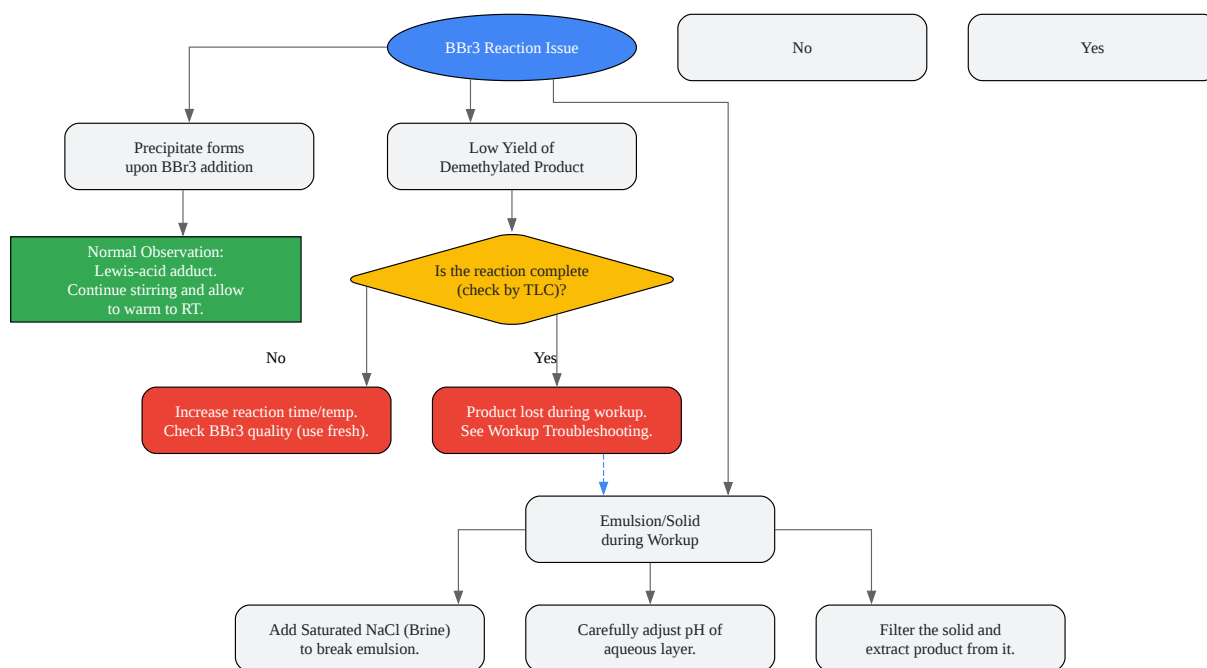 BBr3 Reaction Issue
No
Yes
Precipitate forms
upon BBr3 addition
Low Yield of
Demethylated Product
Normal Observation:
Lewis-acid adduct.
Continue stirring and allow
to warm to RT.
Is the reaction complete
(check by TLC)?
No
Yes
Increase reaction time/temp.
Check BBr3 quality (use fresh).
Product lost during workup.
See Workup Troubleshooting.
Emulsion/Solid
during Workup
Add Saturated NaCl (Brine)
to break emulsion.
Carefully adjust pH of
aqueous layer.
Filter the solid and
extract product from it.